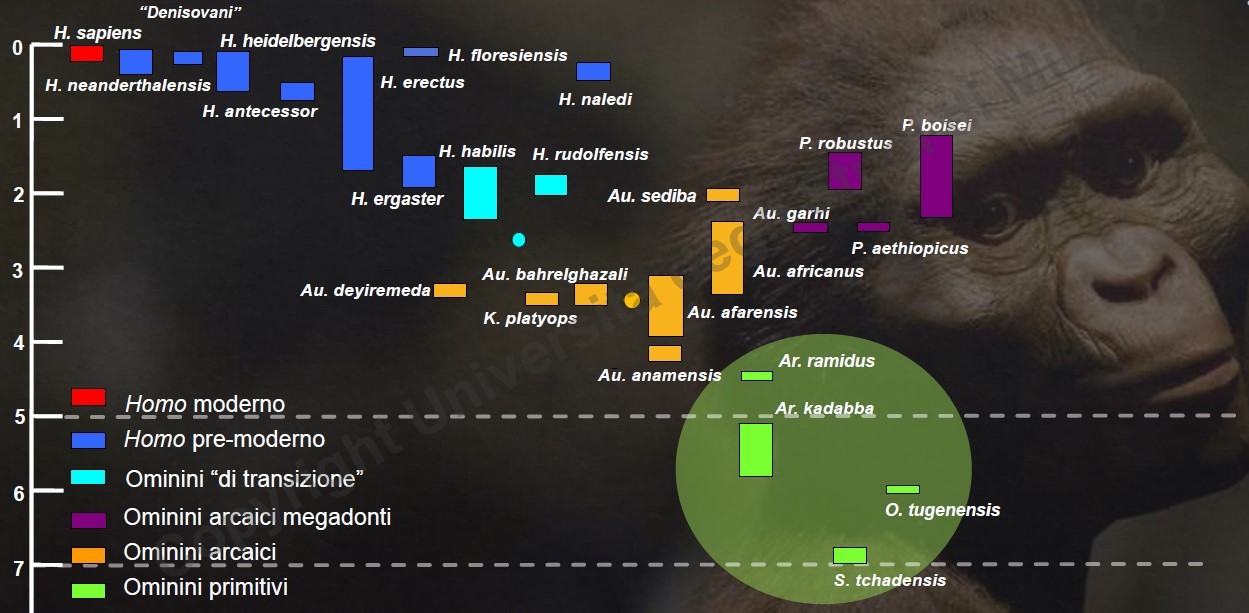 “Denisovani”
H. sapiens
H. heidelbergensis
0
H. floresiensis
H. neanderthalensis
H. erectus
H. naledi
H. antecessor
1
P. boisei
P. robustus
H. habilis
H. rudolfensis
2
H. ergaster
Au. sediba
Au. garhi
P. aethiopicus
3
Au. bahrelghazali
Au. africanus
Au. deyiremeda
K. platyops
Au. afarensis
4
Ar. ramidus
Au. anamensis
Homo moderno
Ar. kadabba
5
Homo pre-moderno
Ominini “di transizione”
6
O. tugenensis
Ominini arcaici megadonti
Ominini arcaici
7
S. tchadensis
Ominini primitivi
Copyright Università